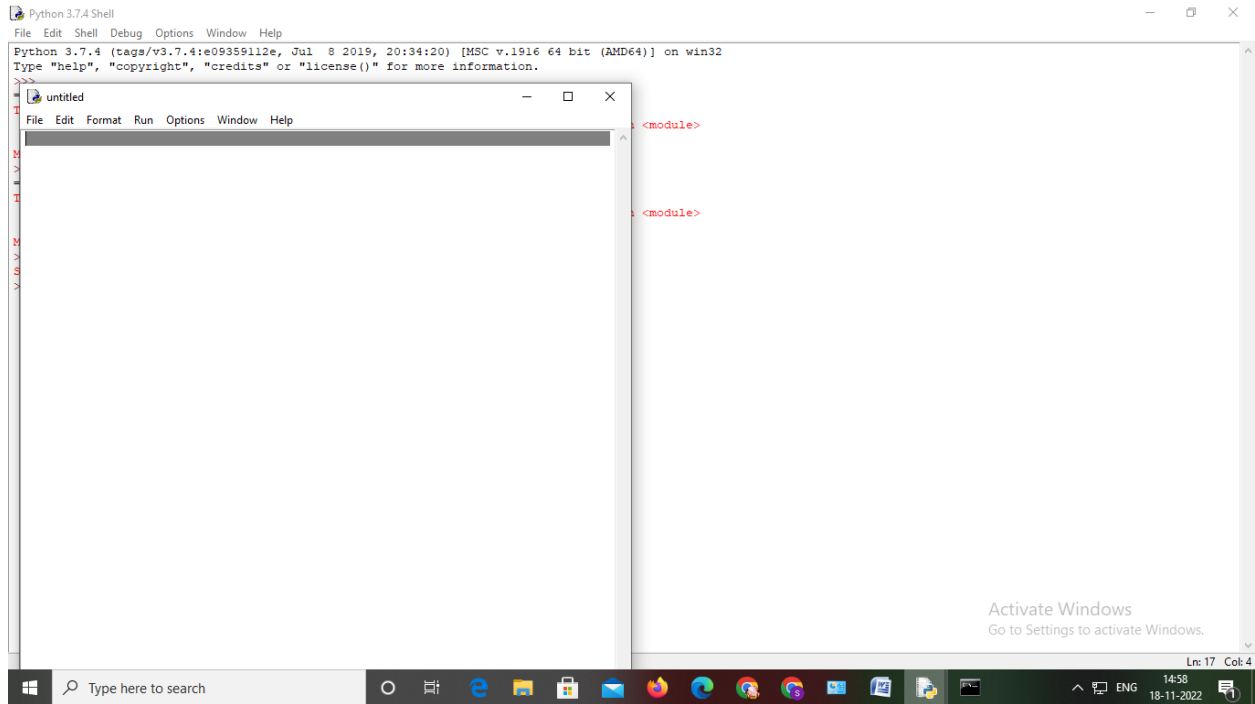 Python 3.7.4 Shell
File Edit Shell Debug Options Window Help
Python 3.7.4 (tags/v3.7.4:e09359112e, Jul  8 2019, 20:34:20) [MSC v.1916 64 bit (AMD64)] on win32
Type "help", "copyright", "credits" or "license()" for more information.
>>>
untitled
File Edit Format Run Options Window Help
<module>
<module>
Activate Windows
Go to Settings to activate Windows.
Ln: 17 Col: 4
Type here to search
ENG
14:58
18-11-2022